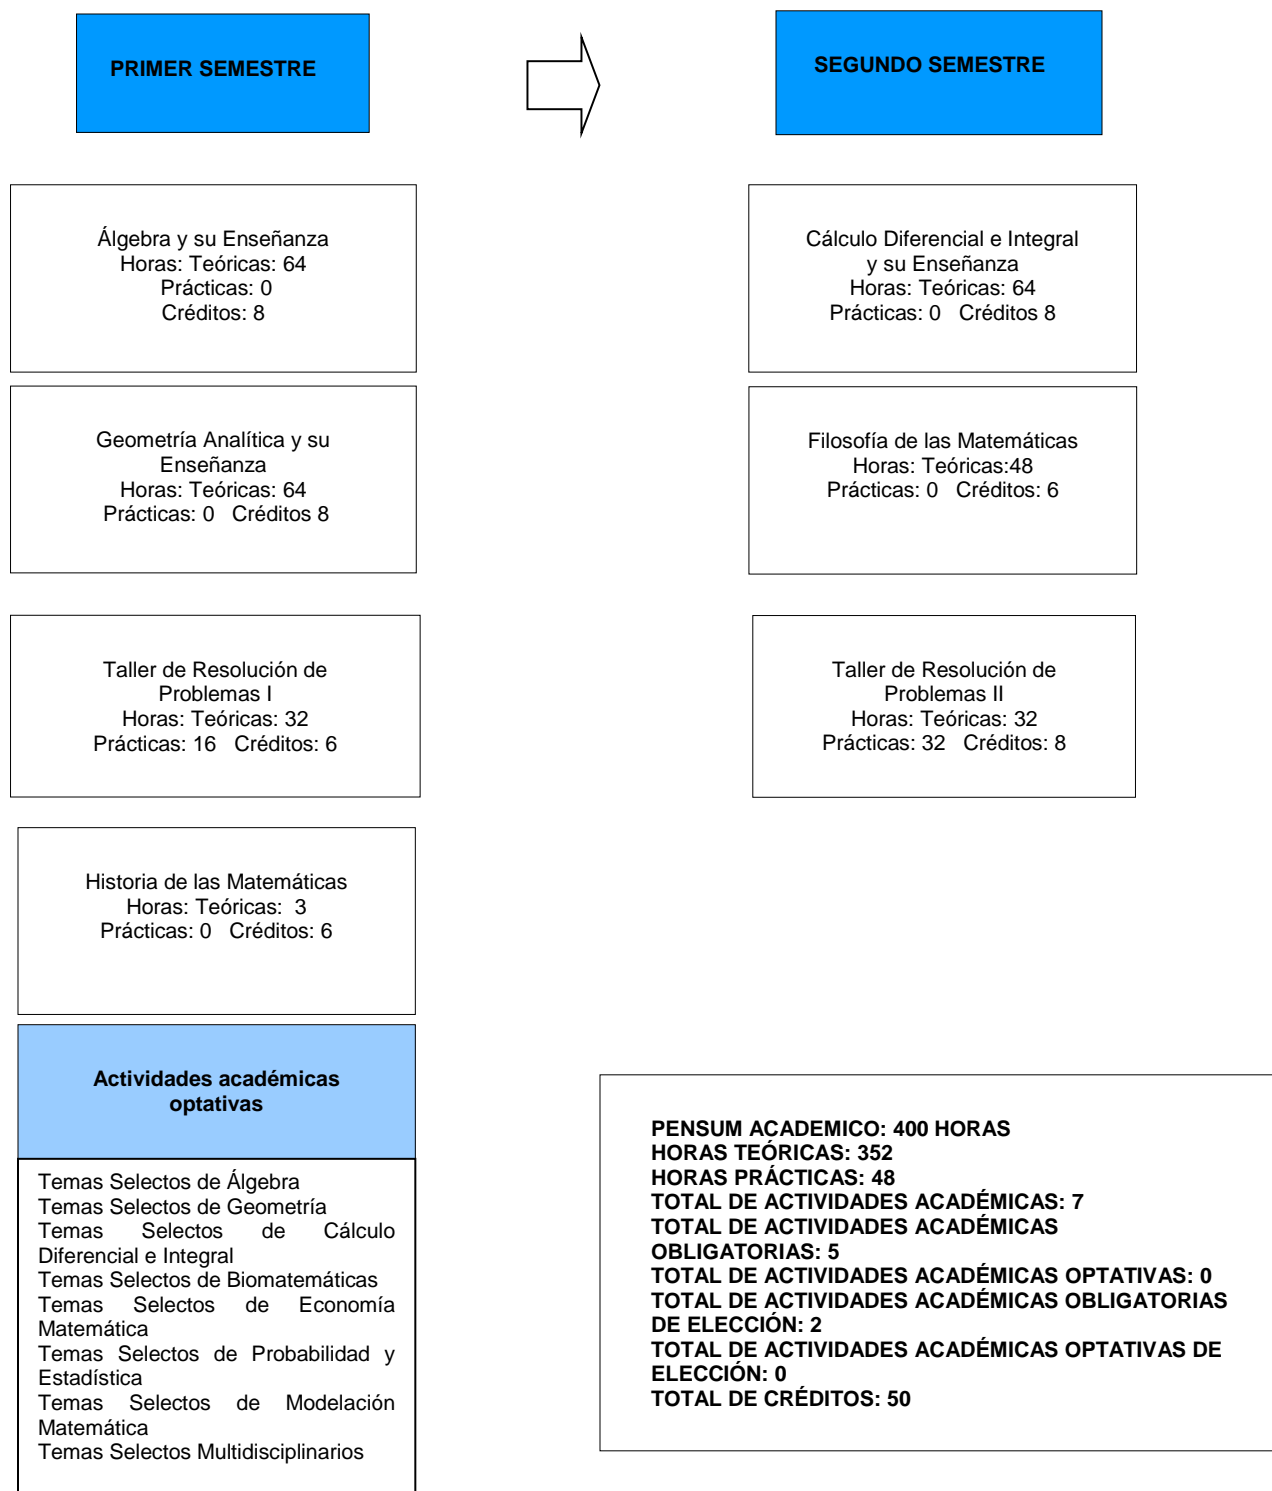 PRIMER SEMESTRE
SEGUNDO SEMESTRE
Álgebra y su Enseñanza
Horas: Teóricas: 64
Prácticas: 0
Créditos: 8
Cálculo Diferencial e Integral
y su Enseñanza
Horas: Teóricas: 64
Prácticas: 0   Créditos 8
Geometría Analítica y su
Enseñanza
Horas: Teóricas: 64
Prácticas: 0   Créditos 8
Filosofía de las Matemáticas
Horas: Teóricas:48
Prácticas: 0   Créditos: 6
Taller de Resolución de
Problemas I
Horas: Teóricas: 32
Prácticas: 16   Créditos: 6
Taller de Resolución de
Problemas II
Horas: Teóricas: 32
Prácticas: 32   Créditos: 8
Historia de las Matemáticas
Horas: Teóricas:  3
Prácticas: 0   Créditos: 6
Actividades académicas
optativas
Temas Selectos de Álgebra
Temas Selectos de Geometría
Temas Selectos de Cálculo
Diferencial e Integral
Temas Selectos de Biomatemáticas
Temas Selectos de Economía
Matemática
Temas Selectos de Probabilidad y
Estadística
Temas Selectos de Modelación
Matemática
Temas Selectos Multidisciplinarios
PENSUM ACADEMICO: 400 HORAS
HORAS TEÓRICAS: 352
HORAS PRÁCTICAS: 48
TOTAL DE ACTIVIDADES ACADÉMICAS: 7
TOTAL DE ACTIVIDADES ACADÉMICAS
OBLIGATORIAS: 5
TOTAL DE ACTIVIDADES ACADÉMICAS OPTATIVAS: 0
TOTAL DE ACTIVIDADES ACADÉMICAS OBLIGATORIAS
DE ELECCIÓN: 2
TOTAL DE ACTIVIDADES ACADÉMICAS OPTATIVAS DE
ELECCIÓN: 0
TOTAL DE CRÉDITOS: 50